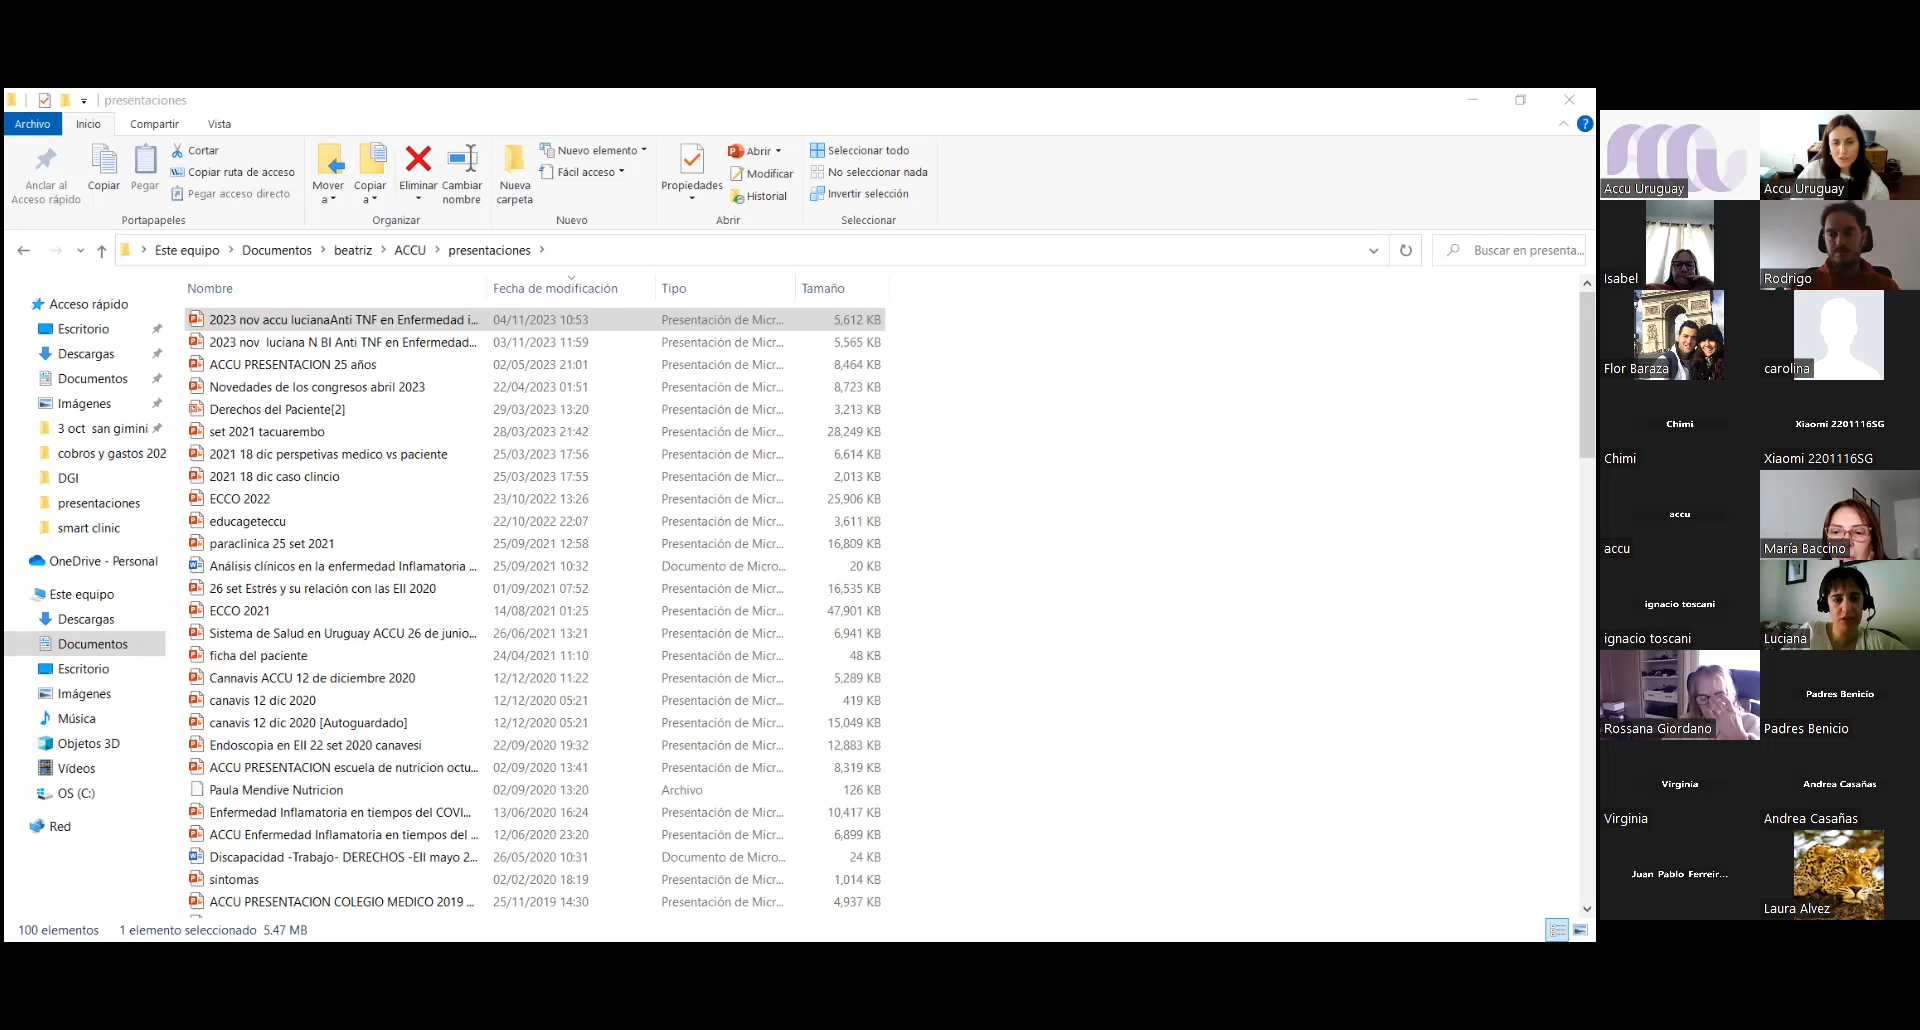 presentaciones
Archivo Inicio Compartir Vista
Anclar al Acceso rápido
Copiar
Pegar
Cortar
Copiar ruta de acceso
Pegar acceso directo
Portapapeles
Mover a
Copiar a
Eliminar
Cambiar nombre
Organizar
Nueva carpeta
Nuevo elemento
Fácil acceso
Nuevo
Propiedades
Abrir
Modificar
Historial
Abrir
Seleccionar todo
No seleccionar nada
Invertir selección
Seleccionar
Este equipo > Documentos > beatriz > ACCU > presentaciones >
Buscar en presenta...
Acceso rápido
Escritorio
Descargas
Documentos
Imágenes
3 oct san gimini
cobros y gastos 202
DGI
presentaciones
smart clinic
OneDrive - Personal
Este equipo
Descargas
Documentos
Escritorio
Imágenes
Música
Objetos 3D
Vídeos
OS (C:)
Red
Nombre Fecha de modificación Tipo Tamaño
2023 nov accu lucianaAnti TNF en Enfermedad i... 04/11/2023 10:53 Presentación de Micr... 5,612 KB
2023 nov luciana N BI Anti TNF en Enfermedad... 03/11/2023 11:59 Presentación de Micr... 5,565 KB
ACCU PRESENTACION 25 años 02/05/2023 21:01 Presentación de Micr... 8,464 KB
Novedades de los congresos abril 2023 22/04/2023 01:51 Presentación de Micr... 8,723 KB
Derechos del Paciente[2] 29/03/2023 13:20 Presentación de Micr... 3,213 KB
set 2021 tacuarembo 28/03/2023 21:42 Presentación de Micr... 28,249 KB
2021 18 dic perspetivas medico vs paciente 25/03/2023 17:56 Presentación de Micr... 6,614 KB
2021 18 dic caso clincio 25/03/2023 17:55 Presentación de Micr... 2,013 KB
ECCO 2022 23/10/2022 13:26 Presentación de Micr... 25,906 KB
educageteccu 22/10/2022 22:07 Presentación de Micr... 3,611 KB
paraclinica 25 set 2021 25/09/2021 12:58 Presentación de Micr... 16,809 KB
Análisis clínicos en la enfermedad Inflamatoria ... 25/09/2021 10:32 Documento de Micro... 20 KB
26 set Estrés y su relación con las EII 2020 01/09/2021 07:52 Presentación de Micr... 16,535 KB
ECCO 2021 14/08/2021 01:25 Presentación de Micr... 47,901 KB
Sistema de Salud en Uruguay ACCU 26 de junio... 26/06/2021 13:21 Presentación de Micr... 6,941 KB
ficha del paciente 24/04/2021 11:10 Presentación de Micr... 48 KB
Cannavis ACCU 12 de diciembre 2020 12/12/2020 11:22 Presentación de Micr... 5,289 KB
canavis 12 dic 2020 12/12/2020 05:21 Presentación de Micr... 419 KB
canavis 12 dic 2020 [Autoguardado] 12/12/2020 05:21 Presentación de Micr... 15,049 KB
Endoscopia en EII 22 set 2020 canavesi 22/09/2020 19:32 Presentación de Micr... 12,883 KB
ACCU PRESENTACION escuela de nutricion octu... 02/09/2020 13:41 Presentación de Micr... 8,319 KB
Paula Mendive Nutricion 02/09/2020 13:20 Archivo 126 KB
Enfermedad Inflamatoria en tiempos del COVI... 13/06/2020 16:24 Presentación de Micr... 10,417 KB
ACCU Enfermedad Inflamatoria en tiempos del ... 12/06/2020 23:20 Presentación de Micr... 6,899 KB
Discapacidad -Trabajo- DERECHOS -EII mayo 2... 26/05/2020 10:31 Documento de Micro... 24 KB
sintomas 02/02/2020 18:19 Presentación de Micr... 1,014 KB
ACCU PRESENTACION COLEGIO MEDICO 2019 ... 25/11/2019 14:30 Presentación de Micr... 4,937 KB
100 elementos 1 elemento seleccionado 5.47 MB
ACCU
Accu Uruguay
Accu Uruguay
Isabel
Rodrigo
Flor Baraza
carolina
Chimi
Xiaomi 2201116SG
Chimi
Xiaomi 2201116SG
accu
accu
María Baccino
ignacio toscani
ignacio toscani
Luciana
Rossana Giordano
Padres Benicio
Padres Benicio
Virginia
Andrea Casañas
Virginia
Andrea Casañas
Juan Pablo Ferreir...
Laura Alvez